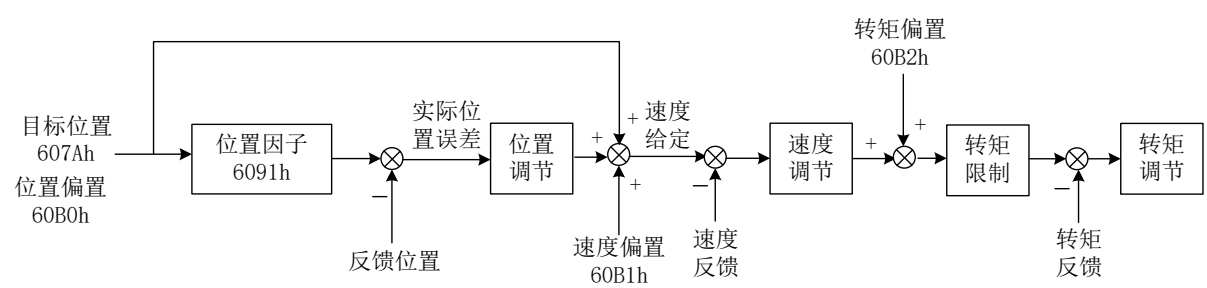 目标位置
607Ah
位置偏置
60B0h
位置因子
6091h
实际位
置误差
反馈位置
位置
调节
速度
给定
速度偏置
60B1h
速度
反馈
速度
调节
转矩偏置
60B2h
转矩
限制
转矩
反馈
转矩
调节